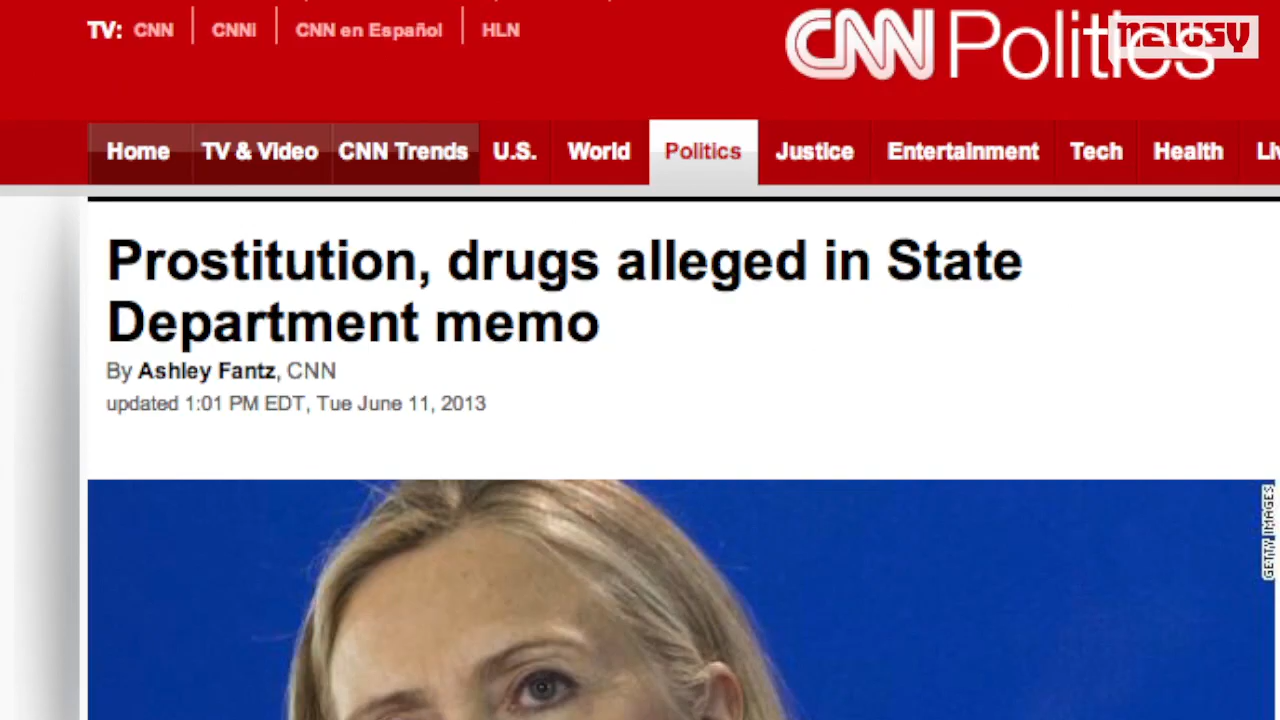 TV: CNN CNNI CNN en Español HLN
CNN Politics
newsy
Home TV & Video CNN Trends U.S. World Politics Justice Entertainment Tech Health Li
Prostitution, drugs alleged in State
Department memo
By Ashley Fantz, CNN
updated 1:01 PM EDT, Tue June 11, 2013
GETTY IMAGES